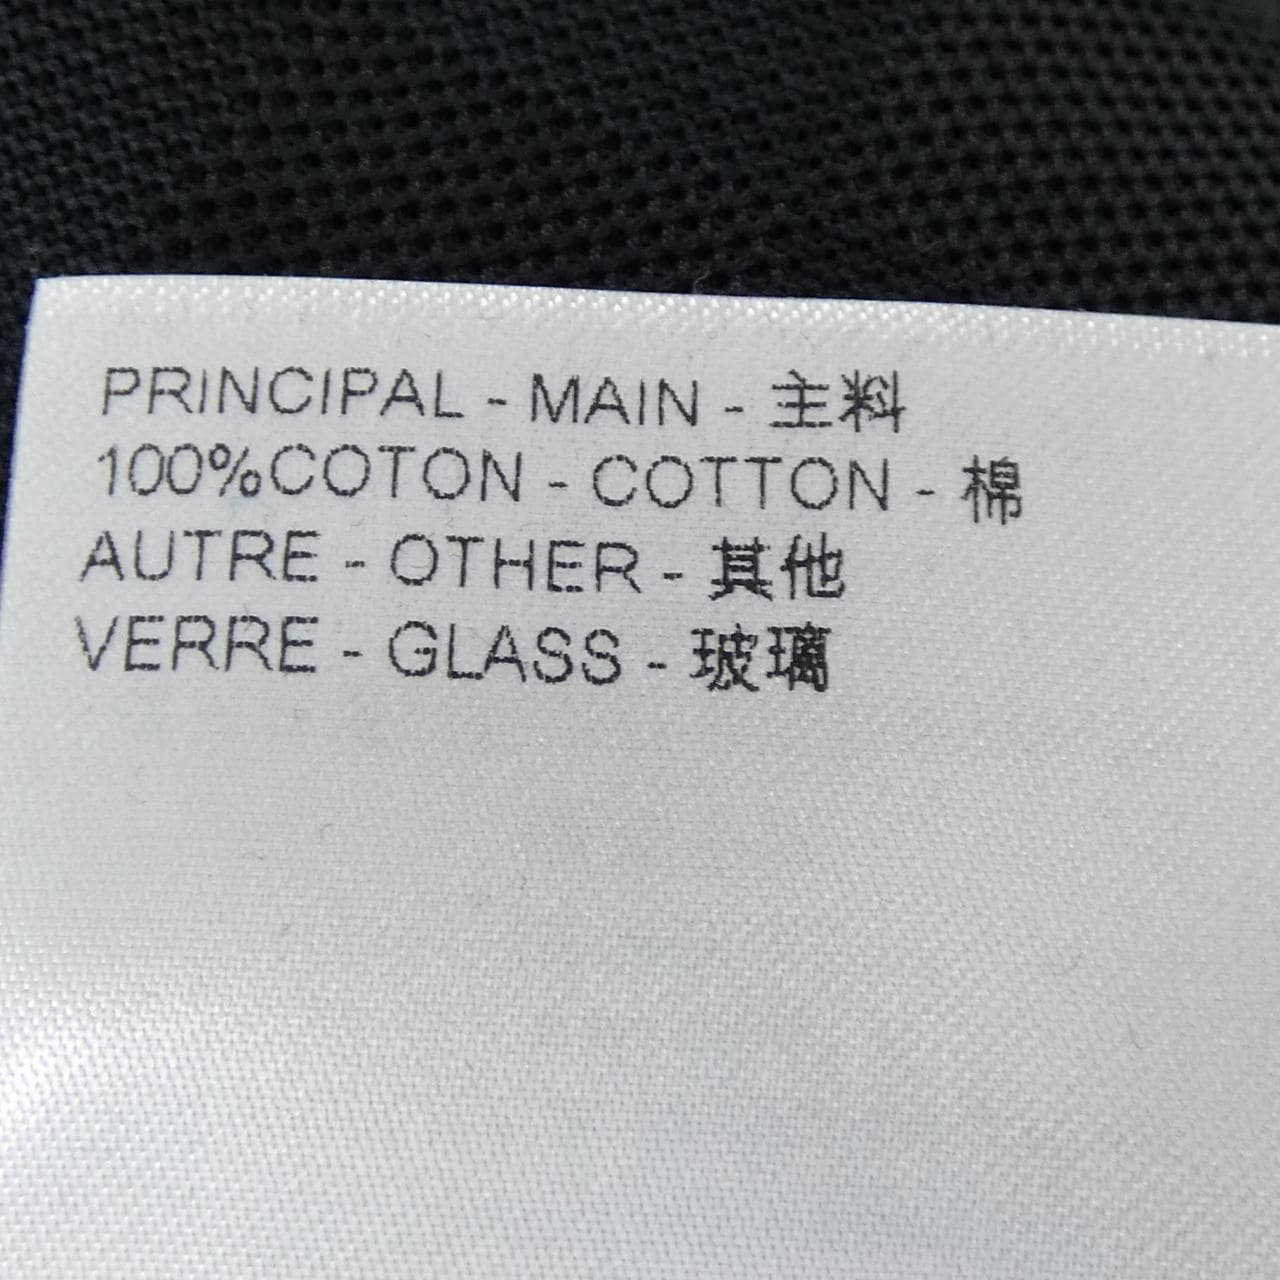 PRINCIPAL - MAIN - 主料
100%COTON - COTTON - 棉
AUTRE - OTHER - 其他
VERRE - GLASS - 玻璃